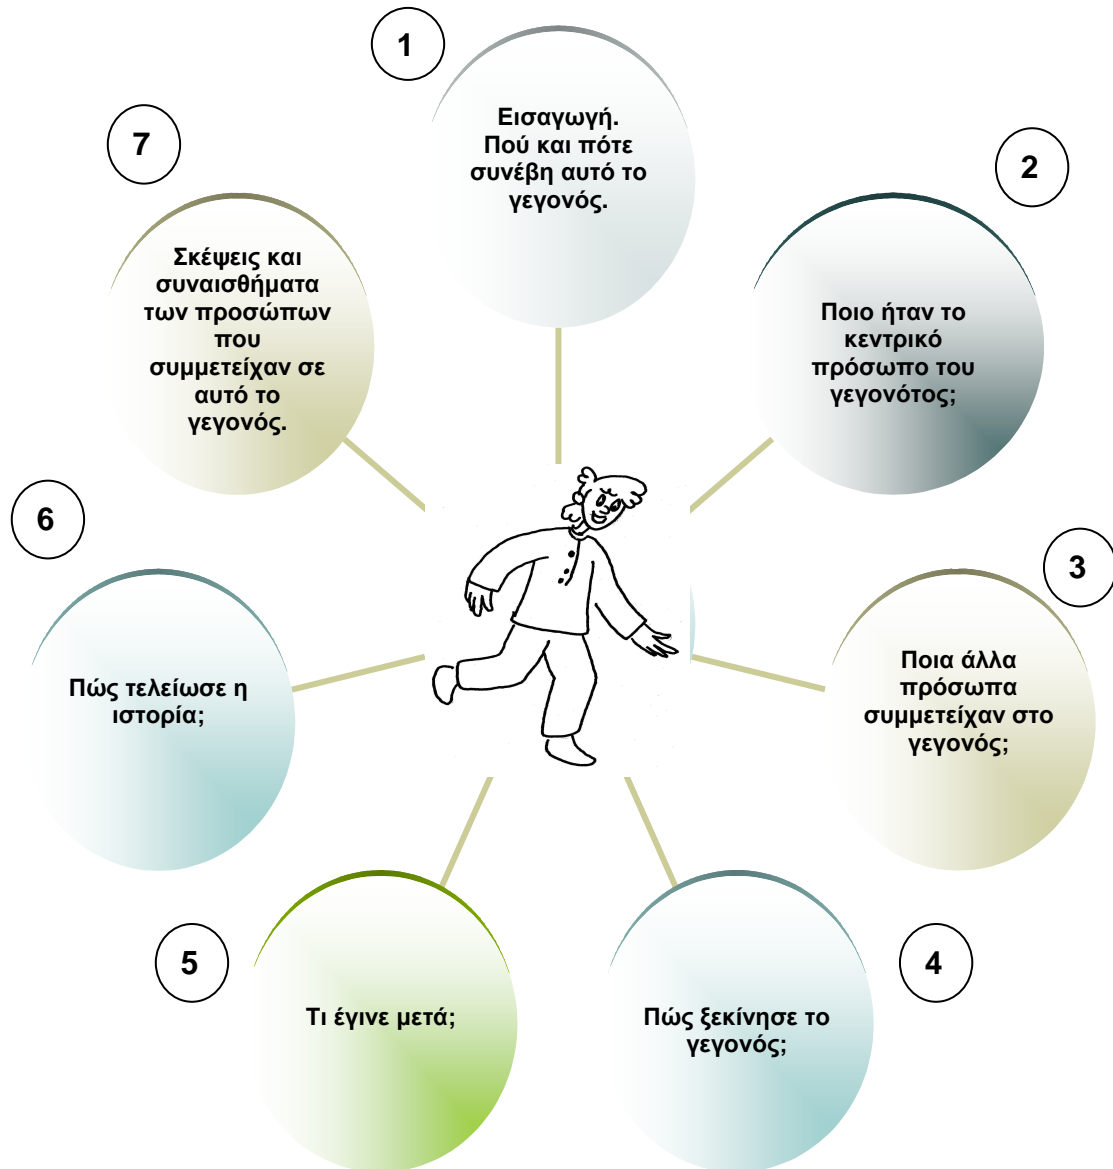 1
Εισαγωγή.
Πού και πότε
συνέβη αυτό το
γεγονός.
2
Ποιο ήταν το
κεντρικό
πρόσωπο του
γεγονότος;
3
Ποια άλλα
πρόσωπα
συμμετείχαν στο
γεγονός;
4
Πώς ξεκίνησε το
γεγονός;
5
Τι έγινε μετά;
6
Πώς τελείωσε η
ιστορία;
7
Σκέψεις και
συναισθήματα
των προσώπων
που
συμμετείχαν σε
αυτό το
γεγονός.